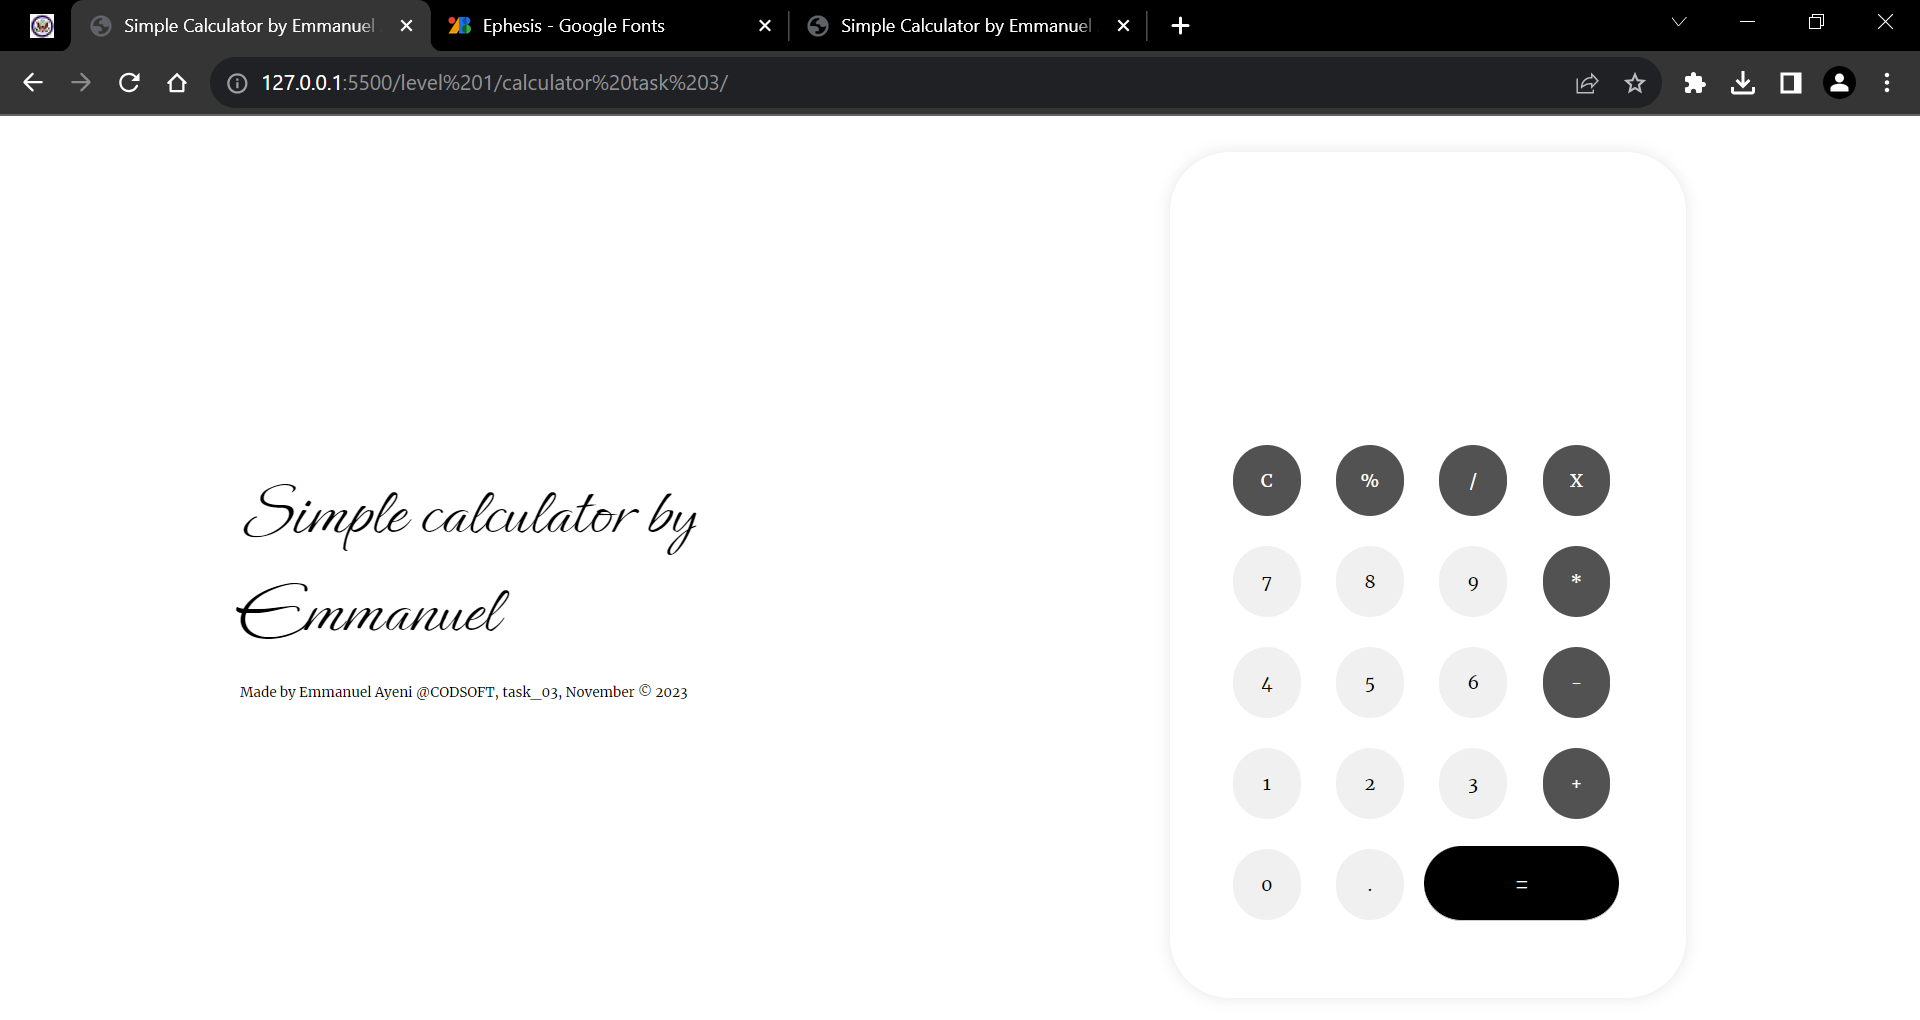 Simple Calculator by Emmanuel
Ephesis - Google Fonts
Simple Calculator by Emmanuel
127.0.0.1:5500/level%201/calculator%20task%203/
Simple calculator by
Emmanuel
Made by Emmanuel Ayeni @CODSOFT, task_03, November © 2023
C % / X
7 8 9 *
4 5 6 -
1 2 3 +
0 . =